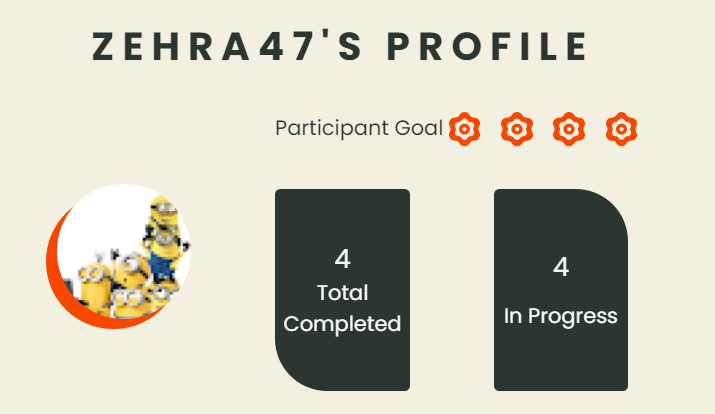 ZEHRA47'S PROFILE
Participant Goal
4
Total
Completed
4
In Progress